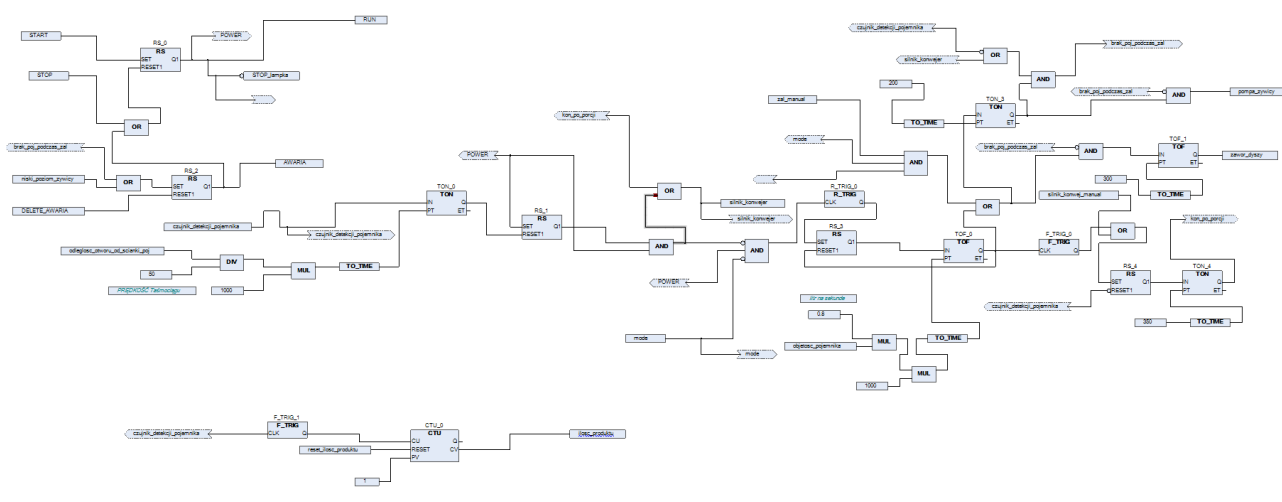 START
STOP
RS_0
RS
SET
RESET1
Q1
RUN
POWER
STOP_lampka
OR
brak_poj_podczas_zal
niski_poziom_zywicy
DELETE_AWARIA
OR
RS_2
RS
SET
RESET1
Q1
AWARIA
czujnik_detekcji_pojemnika
czujnik_detekcji_pojemnika
odleglosc_otworu_od_scianki_poj
50
DIV
PRĘDKOŚĆ Taśmociągu
1000
MUL
TO_TIME
TON_0
TON
IN
PT
Q
ET
POWER
RS_1
RS
SET
RESET1
Q1
kon_po_porcji
OR
silnik_konwejer
silnik_konwejer
AND
POWER
mode
mode
AND
zal_manual
mode
AND
R_TRIG_0
R_TRIG
CLK
Q
RS_3
RS
SET
RESET1
Q1
0.8
objetosc_pojemnika
MUL
1000
MUL
TO_TIME
TOF_0
TOF
IN
PT
Q
ET
OR
czujnik_detekcji_pojemnika
silnik_konwejer
OR
AND
brak_poj_podczas_zal
200
TO_TIME
TON_3
TON
IN
PT
Q
ET
brak_poj_podczas_zal
AND
pompa_zywicy
brak_poj_podczas_zal
AND
TOF_1
TOF
IN
PT
Q
ET
zawor_dyszy
300
TO_TIME
silnik_konwej_manual
F_TRIG_0
F_TRIG
CLK
Q
OR
kon_po_porcji
RS_4
RS
SET
RESET1
Q1
czujnik_detekcji_pojemnika
TON_4
TON
IN
PT
Q
ET
350
TO_TIME
czujnik_detekcji_pojemnika
F_TRIG_1
F_TRIG
CLK
Q
reset_ilosc_produktu
1
CTU_0
CTU
CU
RESET
PV
Q
CV
ilosc_produktu